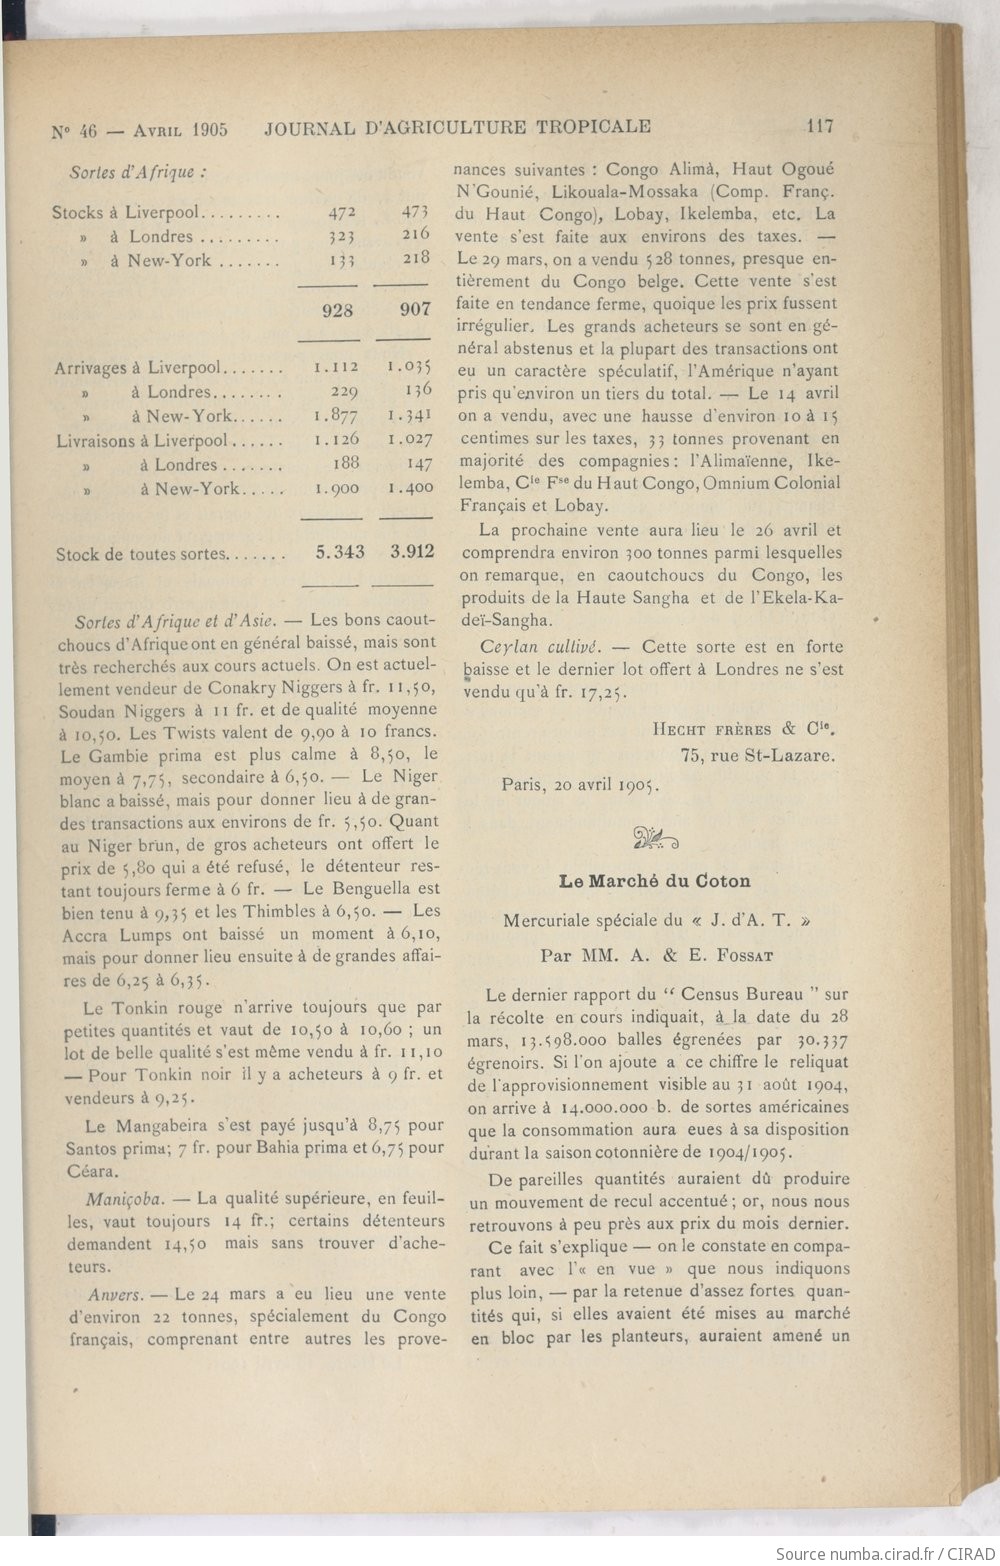 N° 46 — AVRIL 1905 JOURNAL D'AGRICULTURE TROPICALE 117
Sortes d'Afrique :
Stocks à Liverpool......... 472 473
» à Londres ......... 323 216
» à New-York ....... 133 218
928 907
Arrivages à Liverpool....... 1.112 1.035
» à Londres........ 229 136
» à New-York...... 1.877 1.341
Livraisons à Liverpool ...... 1.126 1.027
» à Londres ....... 188 147
» à New-York..... 1.900 1.400
Stock de toutes sortes....... 5.343 3.912
Sortes d'Afrique et d'Asie. — Les bons caout-
choucs d'Afrique ont en général baissé, mais sont
très recherchés aux cours actuels. On est actuel-
lement vendeur de Conakry Niggers à fr. 11,50,
Soudan Niggers à 11 fr. et de qualité moyenne
à 10,50. Les Twists valent de 9,90 à 10 francs.
Le Gambie prima est plus calme à 8,50, le
moyen à 7,75, secondaire à 6,50. — Le Niger
blanc a baissé, mais pour donner lieu à de gran-
des transactions aux environs de fr. 5,50. Quant
au Niger brun, de gros acheteurs ont offert le
prix de 5,80 qui a été refusé, le détenteur res-
tant toujours ferme à 6 fr. — Le Benguella est
bien tenu à 9,35 et les Thimbles à 6,50. — Les
Accra Lumps ont baissé un moment à 6,10,
mais pour donner lieu ensuite à de grandes affai-
res de 6,25 à 6,35.
Le Tonkin rouge n'arrive toujours que par
petites quantités et vaut de 10,50 à 10,60 ; un
lot de belle qualité s'est même vendu à fr. 11,10
— Pour Tonkin noir il y a acheteurs à 9 fr. et
vendeurs à 9,25.
Le Mangabeira s'est payé jusqu'à 8,75 pour
Santos prima; 7 fr. pour Bahia prima et 6,75 pour
Céara.
Maniçoba. — La qualité supérieure, en feuil-
les, vaut toujours 14 fr.; certains détenteurs
demandent 14,50 mais sans trouver d'ache-
teurs.
Anvers. — Le 24 mars a eu lieu une vente
d'environ 22 tonnes, spécialement du Congo
français, comprenant entre autres les prove-
nances suivantes : Congo Alimà, Haut Ogoué
N'Gounié, Likouala-Mossaka (Comp. Franç.
du Haut Congo), Lobay, Ikelemba, etc. La
vente s'est faite aux environs des taxes. —
Le 29 mars, on a vendu 528 tonnes, presque en-
tièrement du Congo belge. Cette vente s'est
faite en tendance ferme, quoique les prix fussent
irrégulier. Les grands acheteurs se sont en gé-
néral abstenus et la plupart des transactions ont
eu un caractère spéculatif, l'Amérique n'ayant
pris qu'environ un tiers du total. — Le 14 avril
on a vendu, avec une hausse d'environ 10 à 15
centimes sur les taxes, 33 tonnes provenant en
majorité des compagnies : l'Alimaïenne, Ike-
lemba, Cie Fse du Haut Congo, Omnium Colonial
Français et Lobay.
La prochaine vente aura lieu le 26 avril et
comprendra environ 300 tonnes parmi lesquelles
on remarque, en caoutchoucs du Congo, les
produits de la Haute Sangha et de l'Ekela-Ka-
deï-Sangha.
Ceylan cultivé. — Cette sorte est en forte
baisse et le dernier lot offert à Londres ne s'est
vendu qu'à fr. 17,25.
HECHT FRÈRES & Cie.
75, rue St-Lazare.
Paris, 20 avril 1905.
Le Marché du Coton
Mercuriale spéciale du « J. d'A. T. »
Par MM. A. & E. FOSSAT
Le dernier rapport du “ Census Bureau ” sur
la récolte en cours indiquait, à la date du 28
mars, 13.598.000 balles égrenées par 30.337
égrenoirs. Si l'on ajoute a ce chiffre le reliquat
de l'approvisionnement visible au 31 août 1904,
on arrive à 14.000.000 b. de sortes américaines
que la consommation aura eues à sa disposition
durant la saison cotonnière de 1904/1905.
De pareilles quantités auraient dû produire
un mouvement de recul accentué ; or, nous nous
retrouvons à peu près aux prix du mois dernier.
Ce fait s'explique — on le constate en compa-
rant avec l'« en vue » que nous indiquons
plus loin, — par la retenue d'assez fortes quan-
tités qui, si elles avaient été mises au marché
en bloc par les planteurs, auraient amené un
Source numba.cirad.fr / CIRAD